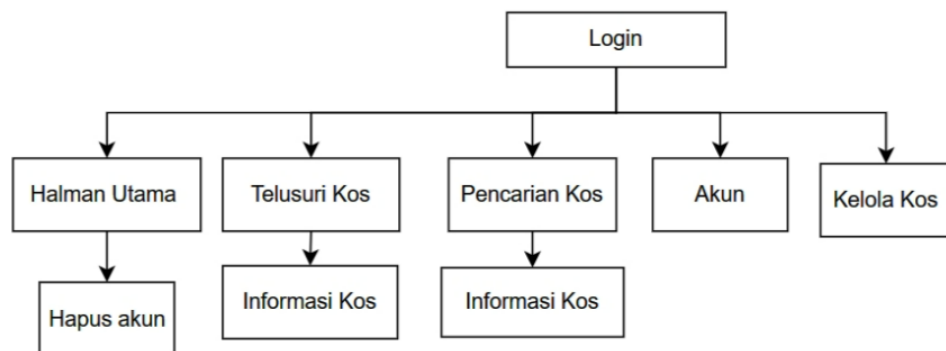 Login
Halman Utama
Telusuri Kos
Pencarian Kos
Akun
Kelola Kos
Hapus akun
Informasi Kos
Informasi Kos